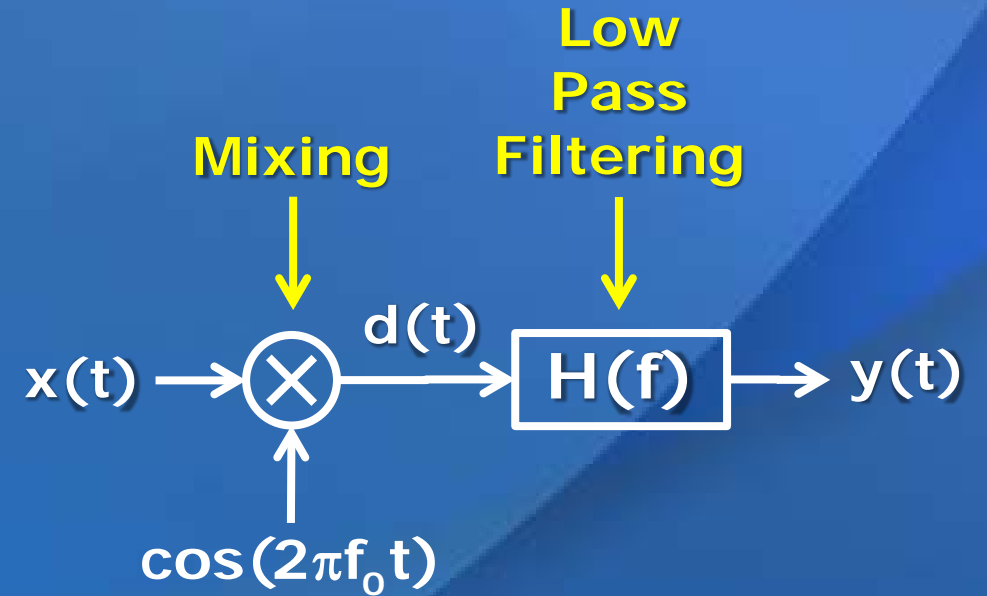 Low
Pass
Mixing Filtering
d(t)
x(t) H(f) y(t)
cos(2πf₀t)